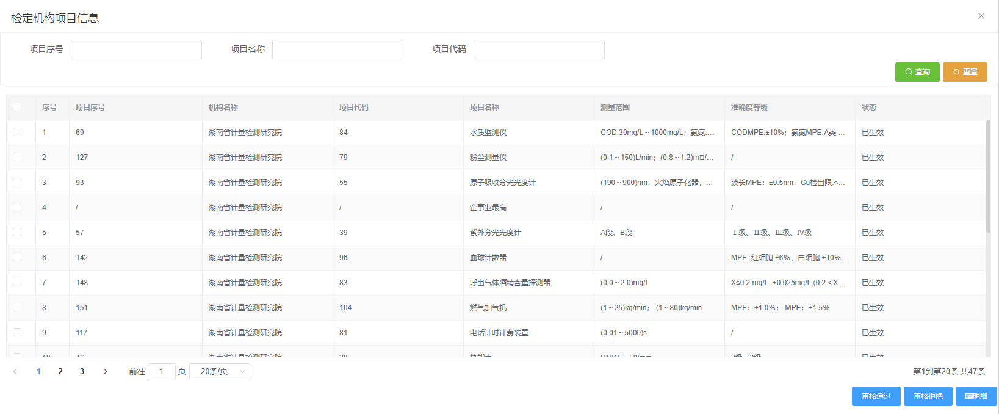 检定机构项目信息
项目序号 项目名称 项目代码
查询 重置
序号 项目序号 机构名称 项目代码 项目名称 测量范围 准确度等级 状态
1 69 湖南省计量检测研究院 84 水质监测仪 COD:30mg/L～1000mg/L；氨氮:... CODMPE:±10%；氨氮MPE:A类 ... 已生效
2 127 湖南省计量检测研究院 79 粉尘测量仪 (0.1～150)L/min；(0.8～1.2)m□/... / 已生效
3 93 湖南省计量检测研究院 55 原子吸收分光光度计 (190～900)nm，火焰原子化器，... 波长MPE：±0.5nm，Cu检出限:≤... 已生效
4 / 湖南省计量检测研究院 / 企事业最高 / / 已生效
5 57 湖南省计量检测研究院 39 紫外分光光度计 A段、B段 Ⅰ级、Ⅱ级、Ⅲ级、Ⅳ级 已生效
6 142 湖南省计量检测研究院 96 血球计数器 / MPE: 红细胞 ±6%、白细胞 ±10%... 已生效
7 148 湖南省计量检测研究院 83 呼出气体酒精含量探测器 (0.0～2.0)mg/L X≤0.2 mg/L: ±0.025mg/L;(0.2＜X... 已生效
8 151 湖南省计量检测研究院 104 燃气加气机 (1～25)kg/min； (1～80)kg/min MPE：±1.0%； MPE：±1.5% 已生效
9 117 湖南省计量检测研究院 81 电话计时计费装置 (0.01～5000)s / 已生效
1 2 3 前往 1 页 20条/页 第1到第20条 共47条
审核通过 审核拒绝 明细